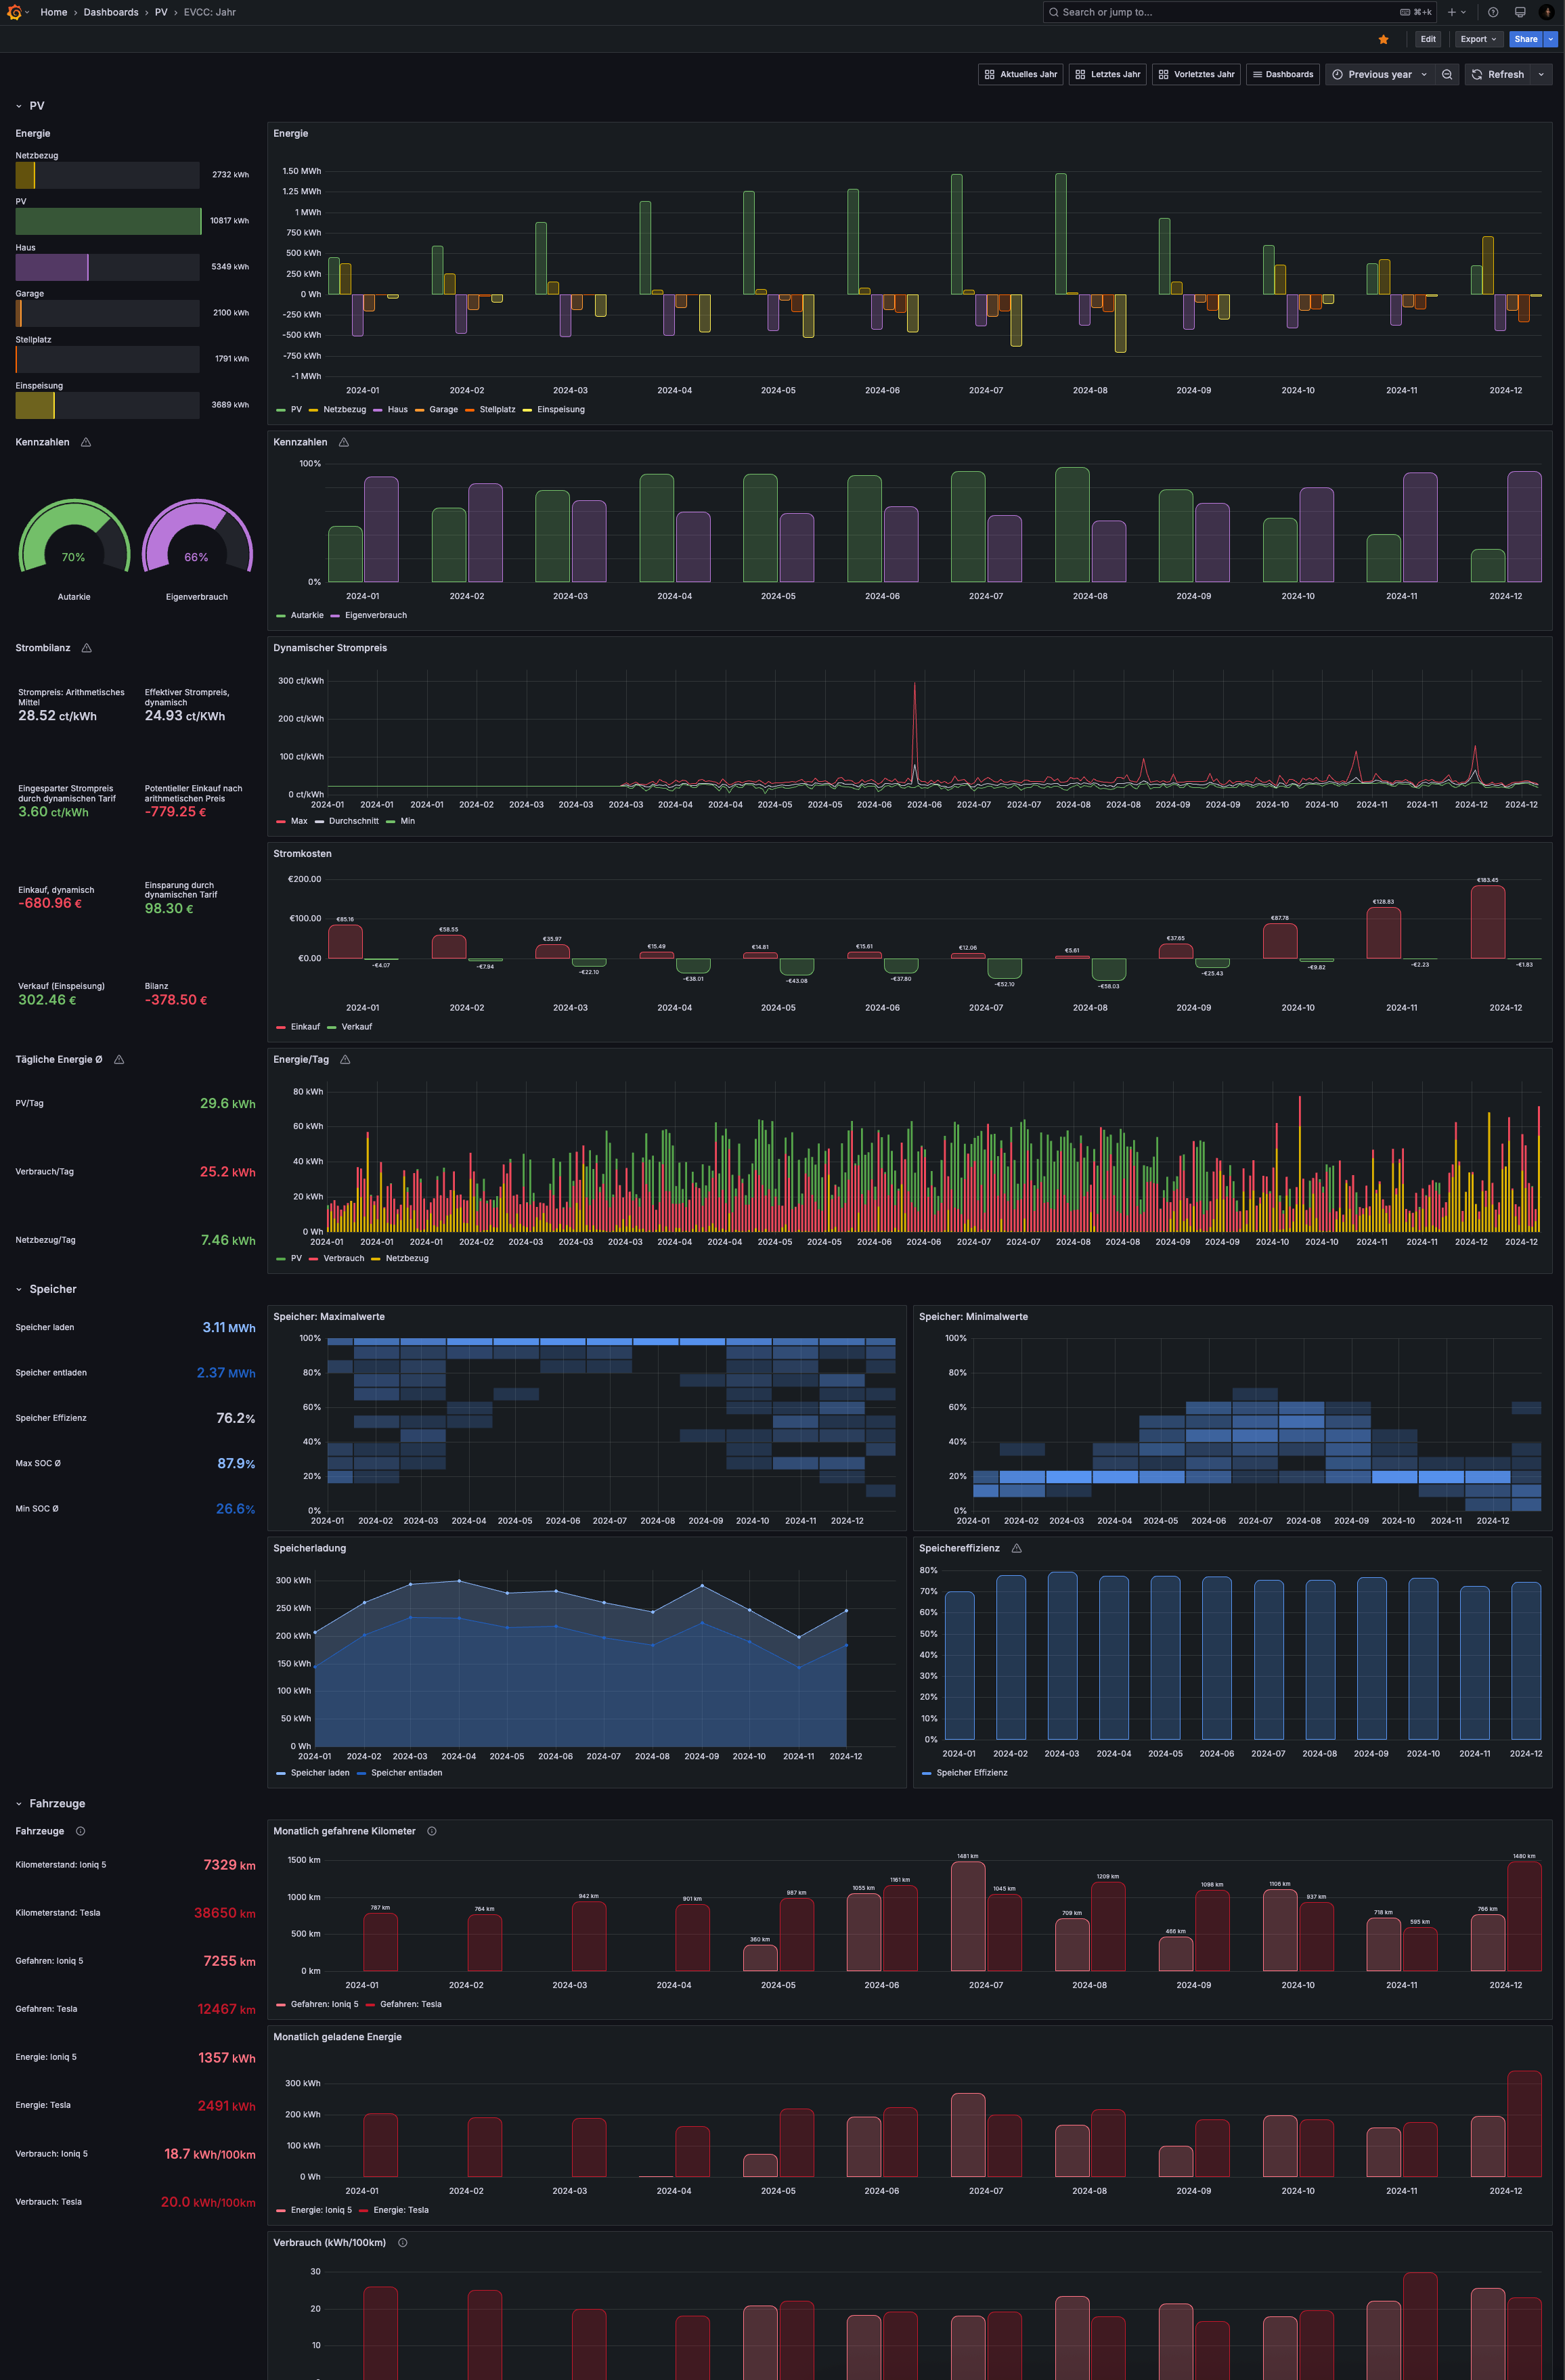 Home > Dashboards > PV > EVCC: Jahr
Search or jump to...
⌘+k
Edit
Export
Share
Aktuelles Jahr
Letztes Jahr
Vorletztes Jahr
Dashboards
Previous year
Refresh
PV
Energie
Netzbezug
2732 kWh
PV
10817 kWh
Haus
5349 kWh
Garage
2100 kWh
Stellplatz
1791 kWh
Einspeisung
3689 kWh
Energie
1.50 MWh
1.25 MWh
1 MWh
750 kWh
500 kWh
250 kWh
0 Wh
-250 kWh
-500 kWh
-750 kWh
-1 MWh
2024-01 2024-02 2024-03 2024-04 2024-05 2024-06 2024-07 2024-08 2024-09 2024-10 2024-11 2024-12
PV Netzbezug Haus Garage Stellplatz Einspeisung
Kennzahlen
70%
66%
Autarkie
Eigenverbrauch
Kennzahlen
100%
0%
2024-01 2024-02 2024-03 2024-04 2024-05 2024-06 2024-07 2024-08 2024-09 2024-10 2024-11 2024-12
Autarkie Eigenverbrauch
Strombilanz
Strompreis: Arithmetisches
Mittel
28.52 ct/kWh
Effektiver Strompreis,
dynamisch
24.93 ct/KWh
Eingesparter Strompreis
durch dynamischen Tarif
3.60 ct/kWh
Potentieller Einkauf nach
arithmetischen Preis
-779.25 €
Einkauf, dynamisch
-680.96 €
Einsparung durch
dynamischen Tarif
98.30 €
Verkauf (Einspeisung)
302.46 €
Bilanz
-378.50 €
Dynamischer Strompreis
300 ct/kWh
200 ct/kWh
100 ct/kWh
0 ct/kWh
2024-01 2024-01 2024-01 2024-02 2024-03 2024-03 2024-03 2024-04 2024-04 2024-05 2024-05 2024-06 2024-06 2024-07 2024-07 2024-08 2024-08 2024-09 2024-09 2024-10 2024-10 2024-11 2024-11 2024-12 2024-12
Max Durchschnitt Min
Stromkosten
€200.00
€100.00
€0.00
€85.16 €58.55 €35.97 €15.49 €14.81 €15.61 €12.06 €5.61 €37.65 €87.78 €128.83 €183.45
-€4.07 -€7.94 -€22.10 -€38.01 -€43.08 -€37.80 -€52.10 -€58.03 -€25.43 -€9.82 -€2.23 -€1.83
2024-01 2024-02 2024-03 2024-04 2024-05 2024-06 2024-07 2024-08 2024-09 2024-10 2024-11 2024-12
Einkauf Verkauf
Tägliche Energie Ø
PV/Tag
29.6 kWh
Verbrauch/Tag
25.2 kWh
Netzbezug/Tag
7.46 kWh
Energie/Tag
80 kWh
60 kWh
40 kWh
20 kWh
0 Wh
2024-01 2024-01 2024-01 2024-02 2024-03 2024-03 2024-03 2024-04 2024-04 2024-05 2024-05 2024-06 2024-06 2024-07 2024-07 2024-08 2024-08 2024-09 2024-09 2024-10 2024-10 2024-11 2024-11 2024-12 2024-12
PV Verbrauch Netzbezug
Speicher
Speicher laden
3.11 MWh
Speicher entladen
2.37 MWh
Speicher Effizienz
76.2%
Max SOC Ø
87.9%
Min SOC Ø
26.6%
Speicher: Maximalwerte
100%
80%
60%
40%
20%
0%
2024-01 2024-02 2024-03 2024-04 2024-05 2024-06 2024-07 2024-08 2024-09 2024-10 2024-11 2024-12
Speicher: Minimalwerte
100%
80%
60%
40%
20%
0%
2024-01 2024-02 2024-03 2024-04 2024-05 2024-06 2024-07 2024-08 2024-09 2024-10 2024-11 2024-12
Speicherladung
300 kWh
250 kWh
200 kWh
150 kWh
100 kWh
50 kWh
0 Wh
2024-01 2024-02 2024-03 2024-04 2024-05 2024-06 2024-07 2024-08 2024-09 2024-10 2024-11 2024-12
Speicher laden Speicher entladen
Speichereffizienz
80%
70%
60%
50%
40%
30%
20%
10%
0%
2024-01 2024-02 2024-03 2024-04 2024-05 2024-06 2024-07 2024-08 2024-09 2024-10 2024-11 2024-12
Speicher Effizienz
Fahrzeuge
Fahrzeuge
Kilometerstand: Ioniq 5
7329 km
Kilometerstand: Tesla
38650 km
Gefahren: Ioniq 5
7255 km
Gefahren: Tesla
12467 km
Energie: Ioniq 5
1357 kWh
Energie: Tesla
2491 kWh
Verbrauch: Ioniq 5
18.7 kWh/100km
Verbrauch: Tesla
20.0 kWh/100km
Monatlich gefahrene Kilometer
1500 km
1000 km
500 km
0 km
787 km 764 km 942 km 901 km 360 km 987 km 1055 km 1161 km 1481 km 1045 km 709 km 1209 km 466 km 1098 km 1106 km 937 km 718 km 595 km 766 km 1480 km
2024-01 2024-02 2024-03 2024-04 2024-05 2024-06 2024-07 2024-08 2024-09 2024-10 2024-11 2024-12
Gefahren: Ioniq 5 Gefahren: Tesla
Monatlich geladene Energie
300 kWh
200 kWh
100 kWh
0 Wh
2024-01 2024-02 2024-03 2024-04 2024-05 2024-06 2024-07 2024-08 2024-09 2024-10 2024-11 2024-12
Energie: Ioniq 5 Energie: Tesla
Verbrauch (kWh/100km)
30
20
10